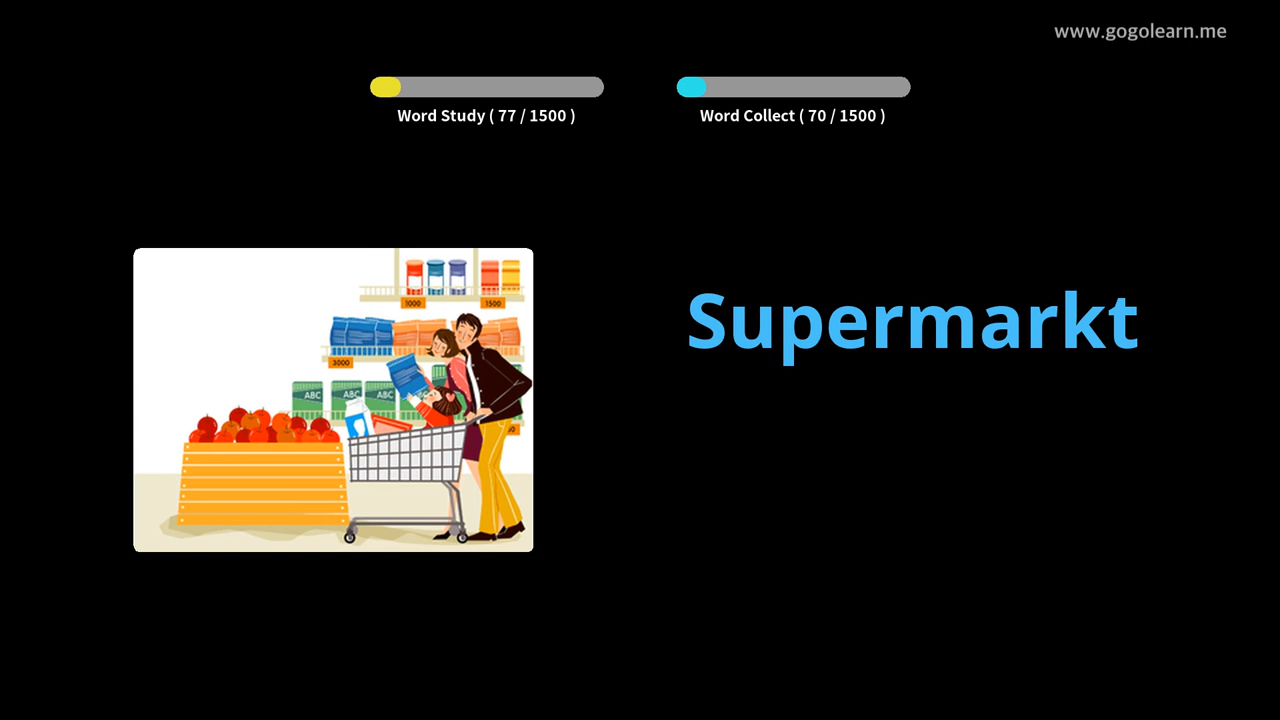 www.gogolearn.me
Word Study ( 77 / 1500 )
Word Collect ( 70 / 1500 )
Supermarkt
1000
1500
3000
ABC
ABC
ABC